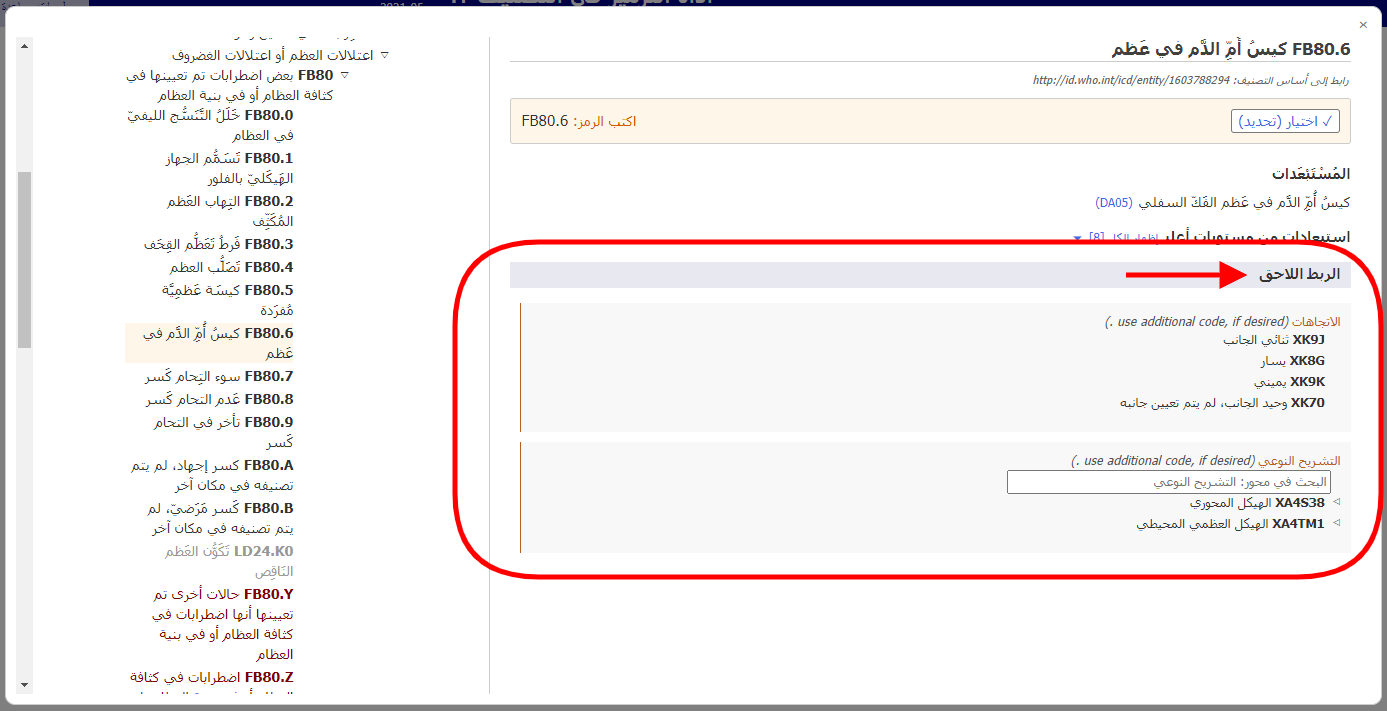 2021-05
×
FB80.6 كيسُ أُمِّ الدَّم في عَظم
رابط إلى أساس التصنيف: http://id.who.int/icd/entity/1603788294
✓ اختيار (تحديد)
اكتب الرمز: FB80.6
المُسْتَبْعَدات
كيسُ أُمِّ الدَّم في عَظم الفَكّ السفلي (DA05)
استبعادات من مستويات أعلى إظهار الكل [8]
الربط اللاحق
الاتجاهات (use additional code, if desired .)
XK9J ثنائي الجانب
XK8G يسار
XK9K يميني
XK70 وحيد الجانب، لم يتم تعيين جانبه
التشريح النوعي (use additional code, if desired .)
البحث في محور: التشريح النوعي
XA4S38 الهيكل المحوري
XA4TM1 الهيكل العظمي المحيطي
اعتلالات العظم أو اعتلالات الغضروف
FB80 بعض اضطرابات تم تعيينها في
كثافة العظام أو في بنية العظام
FB80.0 خَلَلُ التَّنَسُّج الليفيّ
في العظام
FB80.1 تَسَمُّم الجهاز
الهَيكَليّ بالفلور
FB80.2 التِهاب العَظم
المُكَثِّف
FB80.3 فَرطُ تَعَظُّم القِحَف
FB80.4 تَصَلُّب العظم
FB80.5 كيسَة عَظمِيَّة
مُفرَدة
FB80.6 كيسُ أُمِّ الدَّم في
عَظم
FB80.7 سوء التِحام كَسر
FB80.8 عَدم التحام كَسر
FB80.9 تأخر في التحام
كَسر
FB80.A كسر إجهاد، لم يتم
تصنيفه في مكان آخر
FB80.B كَسر مَرَضيّ، لم
يتم تصنيفه في مكان آخر
LD24.K0 تَكَوُّن العَظم
النَاقِص
FB80.Y حالات أخرى تم
تعيينها أنها اضطرابات في
كثافة العظام أو في بنية
العظام
FB80.Z اضطرابات في كثافة